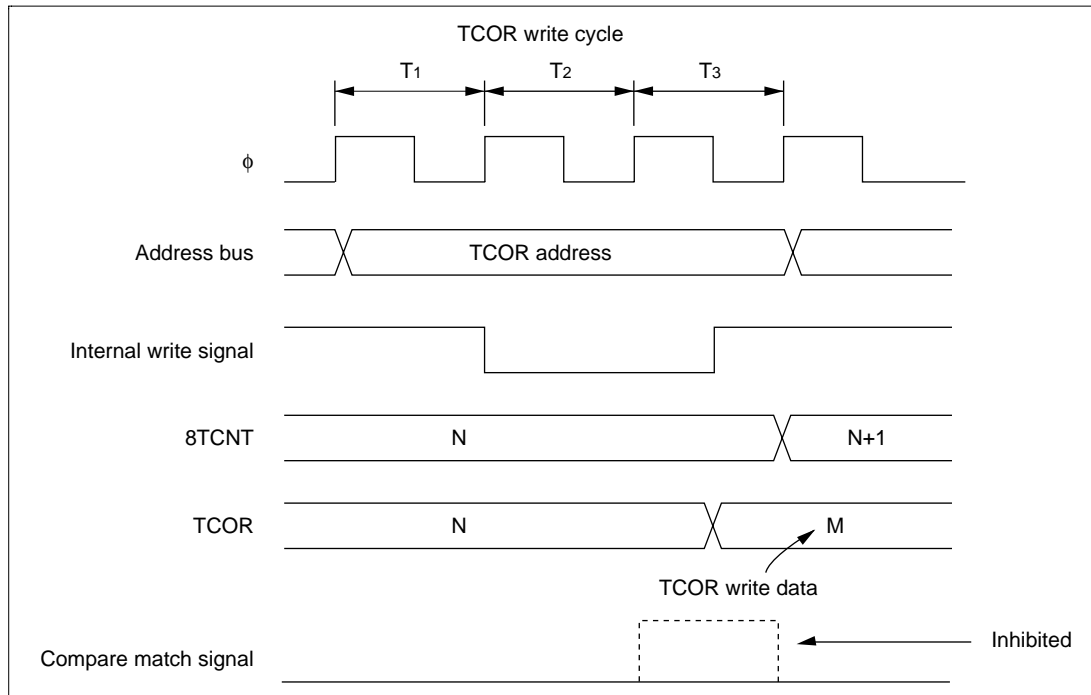 TCOR write cycle
T1 T2 T3
φ
Address bus TCOR address
Internal write signal
8TCNT N N+1
TCOR N M
TCOR write data
Compare match signal Inhibited